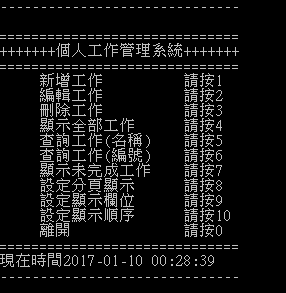 ------------------------------
==============================
+++++++個人工作管理系統+++++++
==============================
新增工作 請按1
編輯工作 請按2
刪除工作 請按3
顯示全部工作 請按4
查詢工作(名稱) 請按5
查詢工作(編號) 請按6
顯示未完成工作 請按7
設定分頁顯示 請按8
設定顯示欄位 請按9
設定顯示順序 請按10
離開 請按0
==============================
現在時間2017-01-10 00:28:39
------------------------------